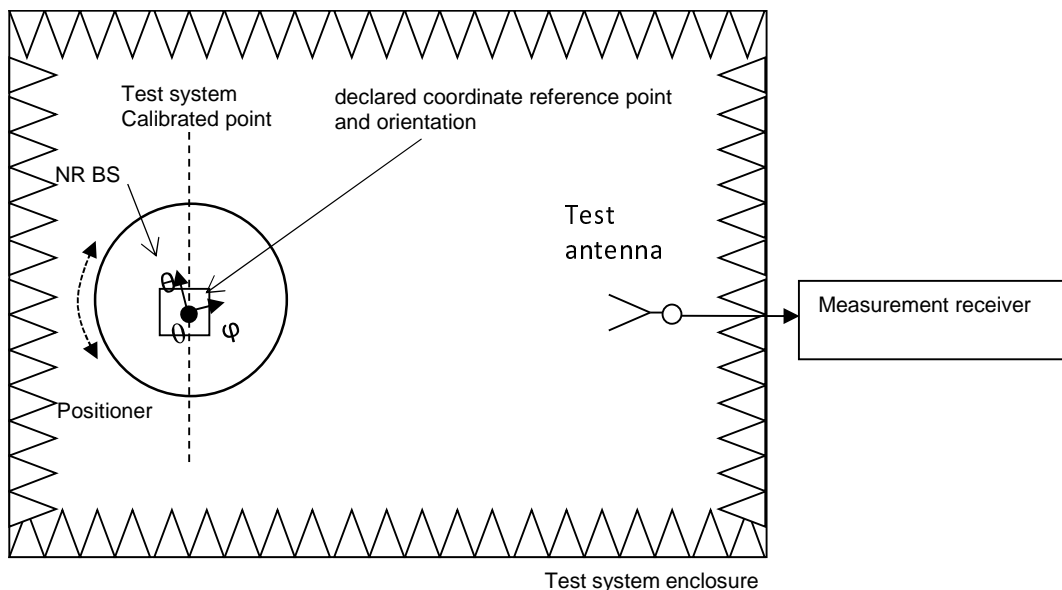 Test system
Calibrated point
declared coordinate reference point
and orientation
NR BS
Test
antenna
θ
0
φ
Measurement receiver
Positioner
Test system enclosure